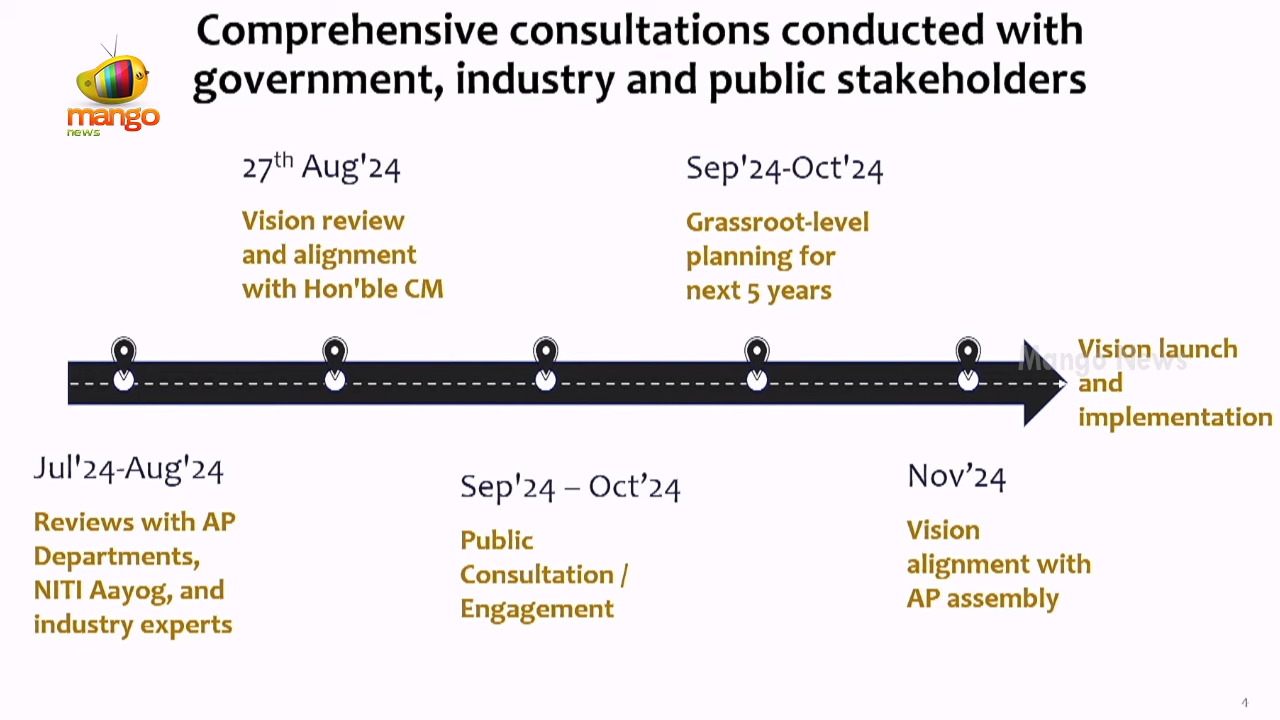 Comprehensive consultations conducted with
government, industry and public stakeholders
mango
news
27th Aug'24
Vision review
and alignment
with Hon'ble CM
Sep'24-Oct'24
Grassroot-level
planning for
next 5 years
Mango News
Vision launch
and
implementation
Jul'24-Aug'24
Reviews with AP
Departments,
NITI Aayog, and
industry experts
Sep'24 – Oct’24
Public
Consultation /
Engagement
Nov’24
Vision
alignment with
AP assembly
4